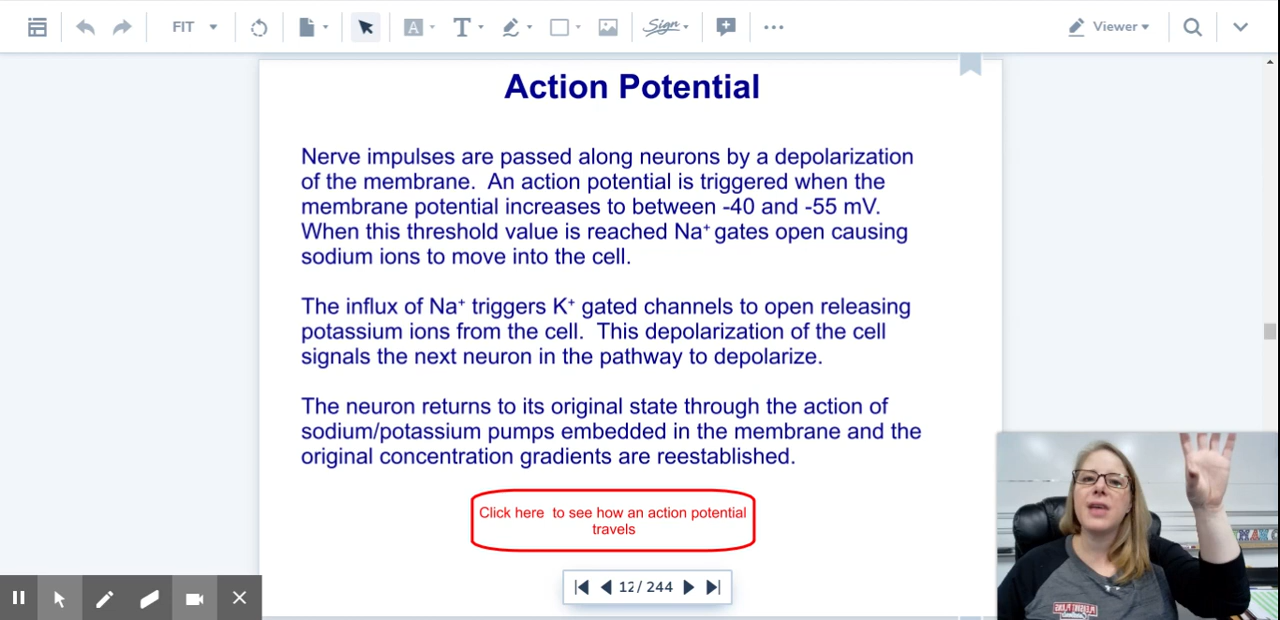 FIT
A
T
Sign
Viewer
Action Potential
Nerve impulses are passed along neurons by a depolarization
of the membrane. An action potential is triggered when the
membrane potential increases to between -40 and -55 mV.
When this threshold value is reached Na⁺ gates open causing
sodium ions to move into the cell.
The influx of Na⁺ triggers K⁺ gated channels to open releasing
potassium ions from the cell. This depolarization of the cell
signals the next neuron in the pathway to depolarize.
The neuron returns to its original state through the action of
sodium/potassium pumps embedded in the membrane and the
original concentration gradients are reestablished.
Click here to see how an action potential
travels
12 / 244